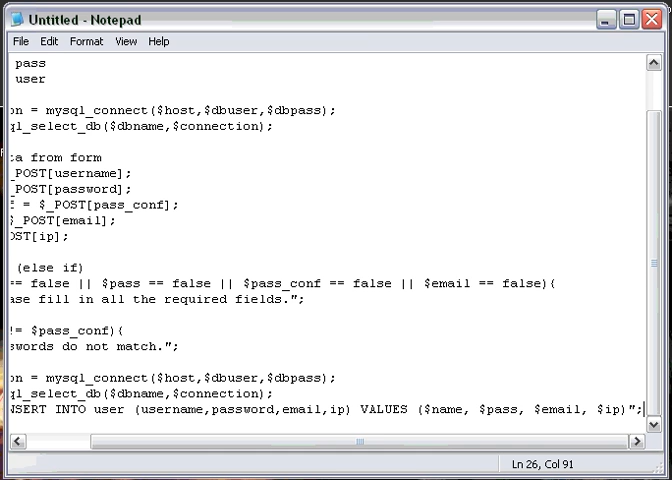 Untitled - Notepad
File Edit Format View Help
pass
user
on = mysql_connect($host,$dbuser,$dbpass);
ql_select_db($dbname,$connection);
ta from form
_POST[username];
_POST[password];
= $_POST[pass_conf];
$_POST[email];
OST[ip];
(else if)
== false || $pass == false || $pass_conf == false || $email == false){
ase fill in all the required fields.";
!= $pass_conf){
swords do not match.";
on = mysql_connect($host,$dbuser,$dbpass);
ql_select_db($dbname,$connection);
NSERT INTO user (username,password,email,ip) VALUES ($name, $pass, $email, $ip)";
Ln 26, Col 91